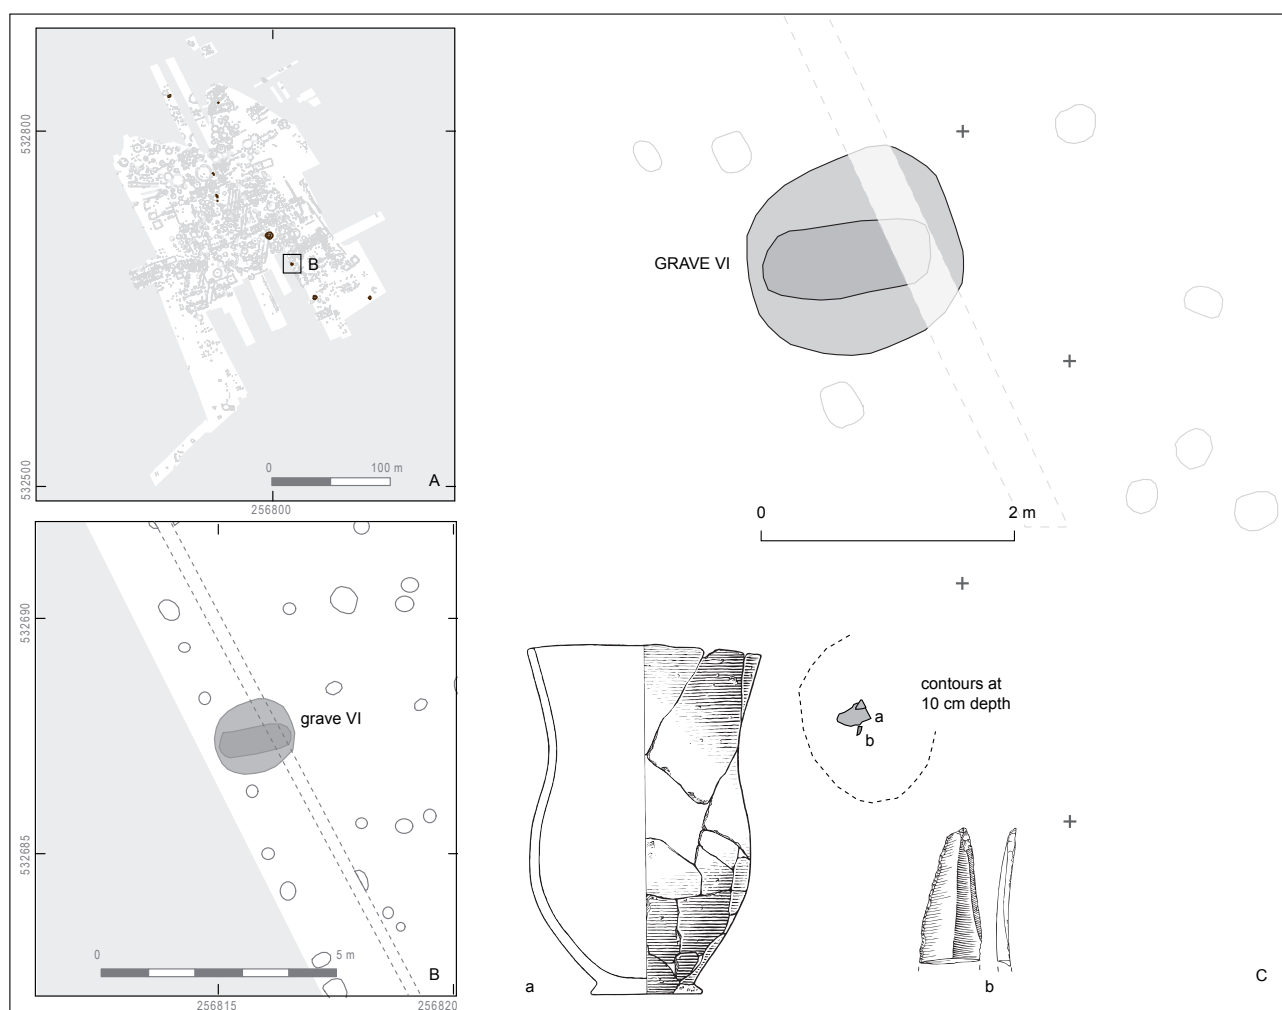 532800
B
0 100 m
A
532500
256800
GRAVE VI
0 2 m
532690
grave VI
532685
0 5 m
B
256815 256820
contours at
10 cm depth
a
b
a
b
C